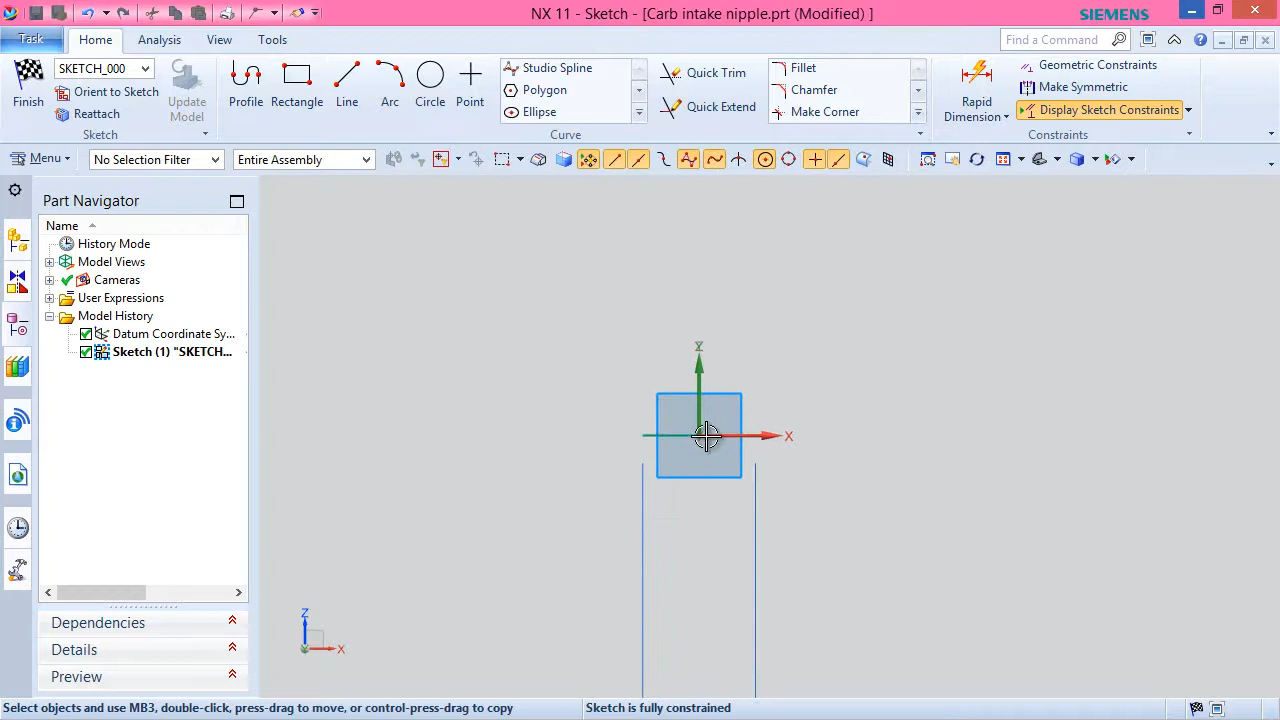 NX 11 - Sketch - [Carb intake nipple.prt (Modified) ]
SIEMENS
Task
Home
Analysis
View
Tools
Find a Command
Finish
SKETCH_000
Orient to Sketch
Reattach
Update
Model
Sketch
Profile
Rectangle
Line
Arc
Circle
Point
Studio Spline
Polygon
Ellipse
Quick Trim
Quick Extend
Fillet
Chamfer
Make Corner
Curve
Rapid
Dimension
Geometric Constraints
Make Symmetric
Display Sketch Constraints
Constraints
Menu
No Selection Filter
Entire Assembly
Part Navigator
Name
History Mode
Model Views
Cameras
User Expressions
Model History
Datum Coordinate Sy...
Sketch (1) "SKETCH...
Dependencies
Details
Preview
X
Z
X
Select objects and use MB3, double-click, press-drag to move, or control-press-drag to copy
Sketch is fully constrained